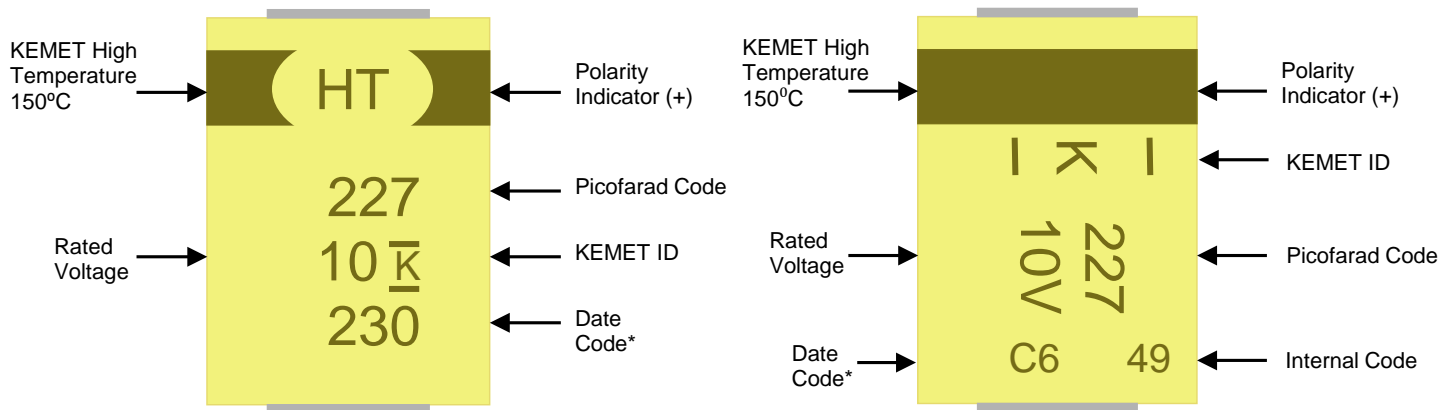 KEMET High
Temperature
150ºC
HT
Polarity
Indicator (+)
227
Picofarad Code
Rated
Voltage
10 K
KEMET ID
230
Date
Code*
KEMET High
Temperature
150⁰C
Polarity
Indicator (+)
K
KEMET ID
Rated
Voltage
227
10V
Picofarad Code
Date
Code*
C6
49
Internal Code